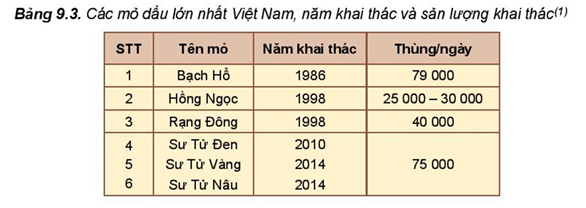 Bảng 9.3. Các mỏ dầu lớn nhất Việt Nam, năm khai thác và sản lượng khai thác(1)
STT Tên mỏ Năm khai thác Thùng/ngày
1 Bạch Hổ 1986 79 000
2 Hồng Ngọc 1998 25 000 – 30 000
3 Rạng Đông 1998 40 000
4 Sư Tử Đen 2010
5 Sư Tử Vàng 2014 75 000
6 Sư Tử Nâu 2014